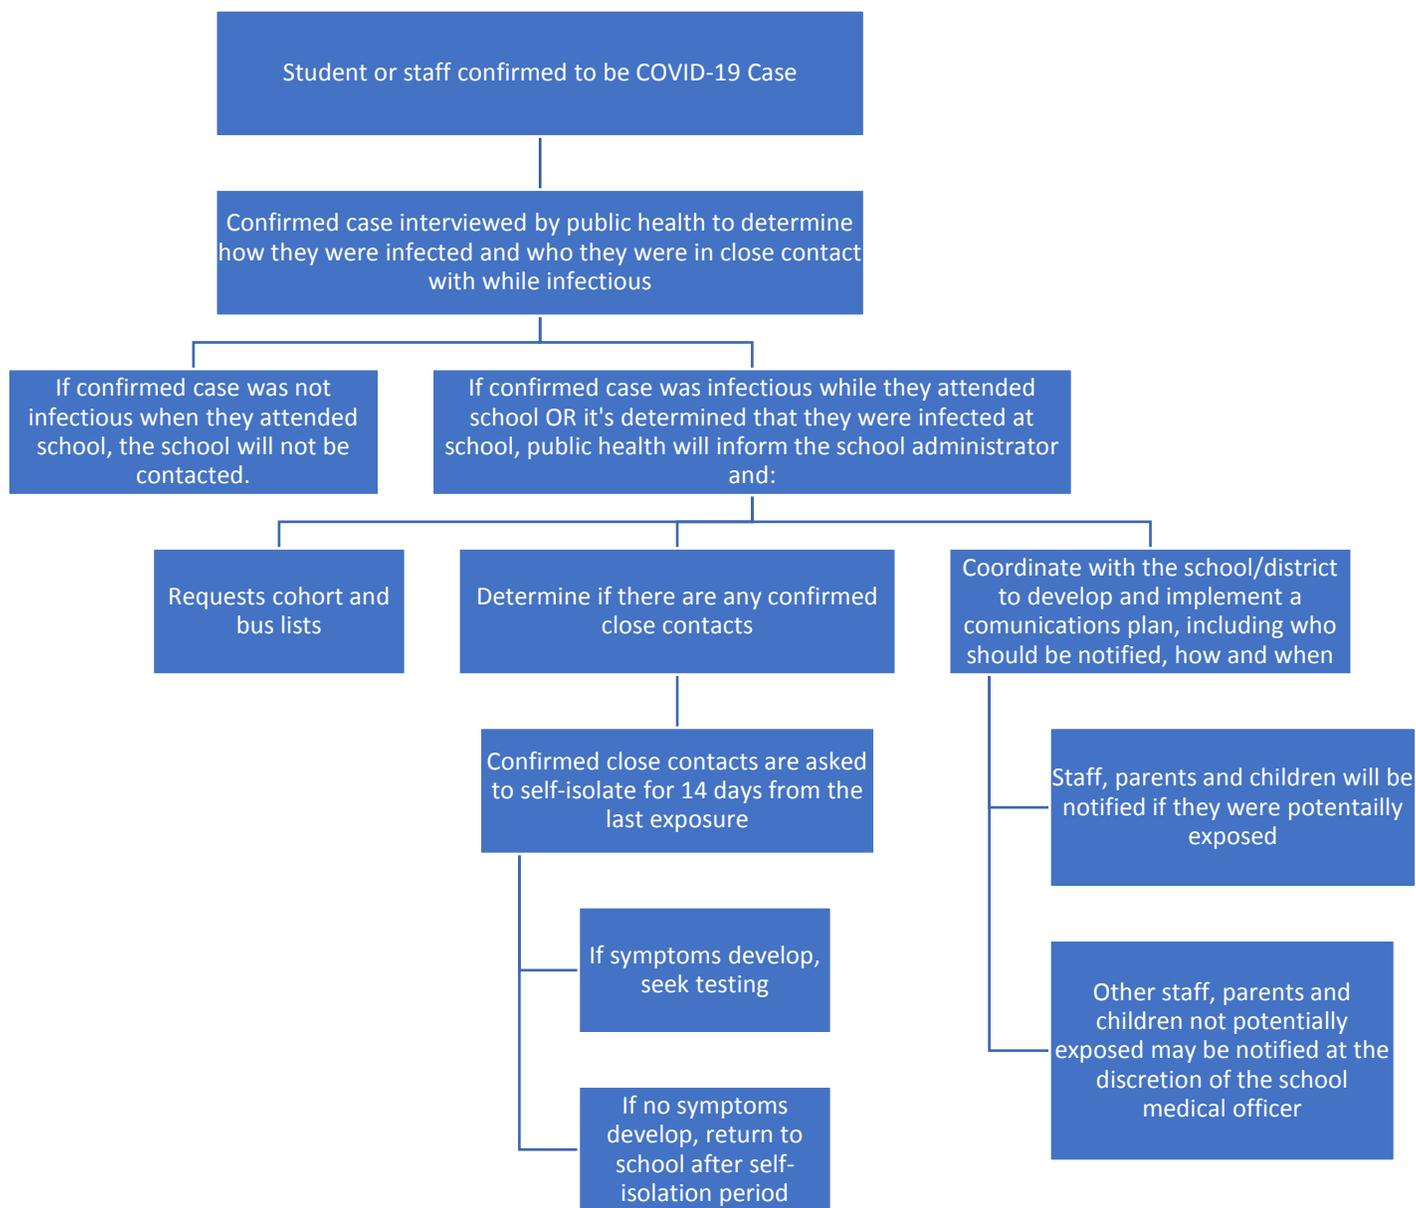 Student or staff confirmed to be COVID-19 Case
Confirmed case interviewed by public health to determine
how they were infected and who they were in close contact
with while infectious
If confirmed case was not
infectious when they attended
school, the school will not be
contacted.
If confirmed case was infectious while they attended
school OR it's determined that they were infected at
school, public health will inform the school administrator
and:
Requests cohort and
bus lists
Determine if there are any confirmed
close contacts
Coordinate with the school/district
to develop and implement a
comunications plan, including who
should be notified, how and when
Confirmed close contacts are asked
to self-isolate for 14 days from the
last exposure
If symptoms develop,
seek testing
If no symptoms
develop, return to
school after self-
isolation period
Staff, parents and children will be
notified if they were potentailly
exposed
Other staff, parents and
children not potentially
exposed may be notified at the
discretion of the school
medical officer